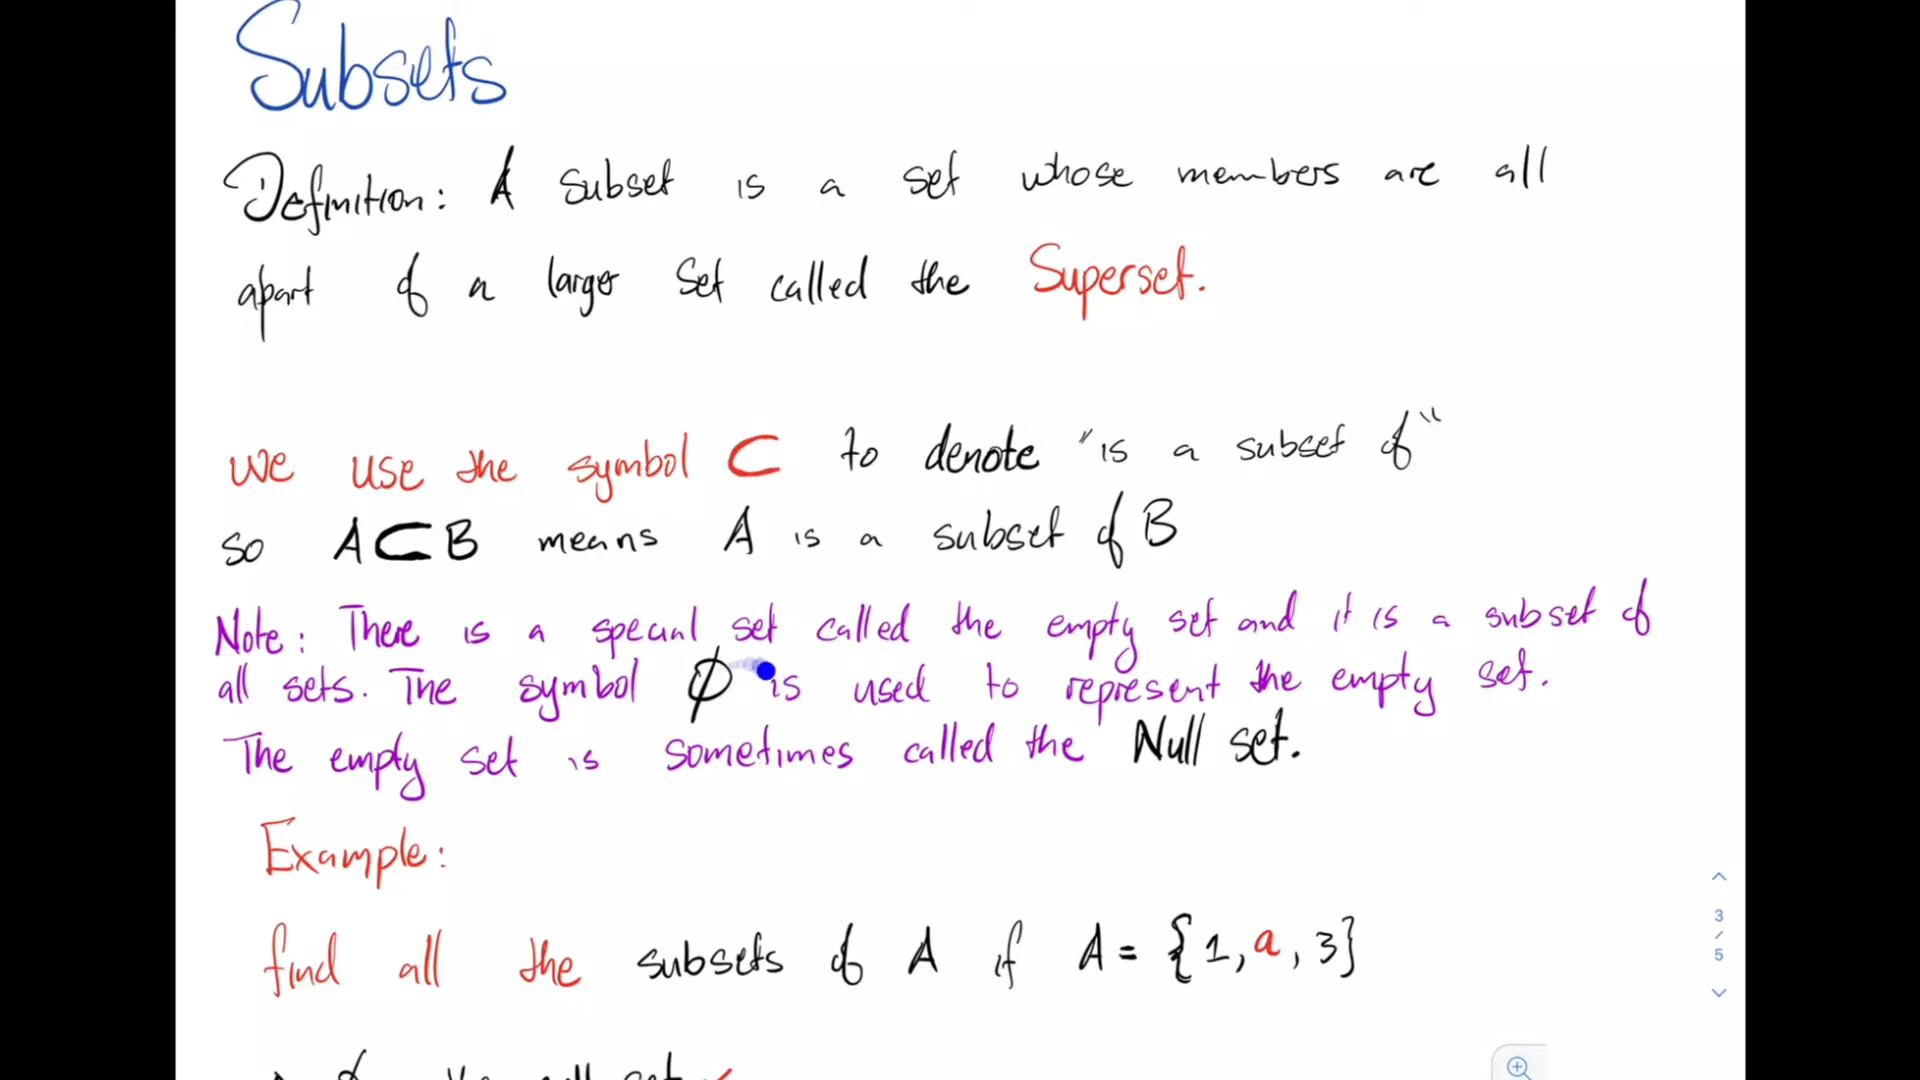 Subsets
Definition: A subset is a set whose members are all
apart of a larger set called the Superset.
we use the symbol ⊂ to denote "is a subset of"
so A⊂B means A is a subset of B
Note: There is a special set called the empty set and it is a subset of
all sets. The symbol ϕ is used to represent the empty set.
The empty set is sometimes called the Null set.
Example:
find all the subsets of A if A = {1, a, 3}
3
/
5